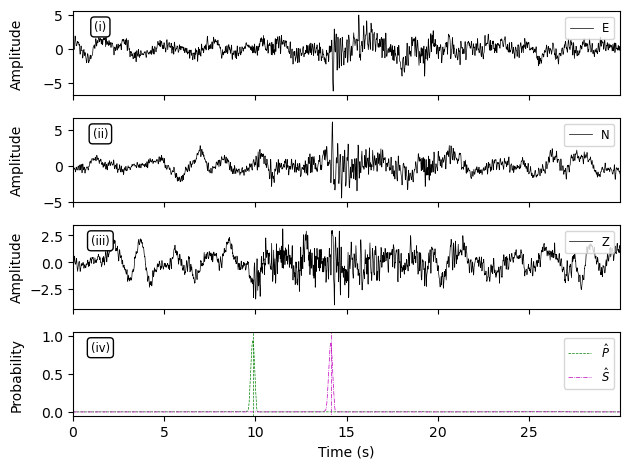 5
0
−5
Amplitude
(i)
E
5
0
−5
Amplitude
(ii)
N
2.5
0.0
−2.5
Amplitude
(iii)
Z
1.0
0.5
0.0
Probability
(iv)
P̂
Ŝ
0 5 10 15 20 25
Time (s)